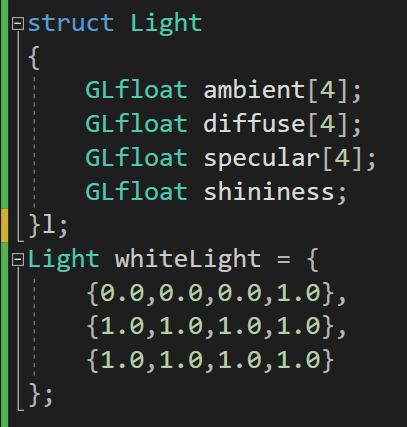 struct Light
{
    GLfloat ambient[4];
    GLfloat diffuse[4];
    GLfloat specular[4];
    GLfloat shininess;
}l;
Light whiteLight = {
    {0.0,0.0,0.0,1.0},
    {1.0,1.0,1.0,1.0},
    {1.0,1.0,1.0,1.0}
};